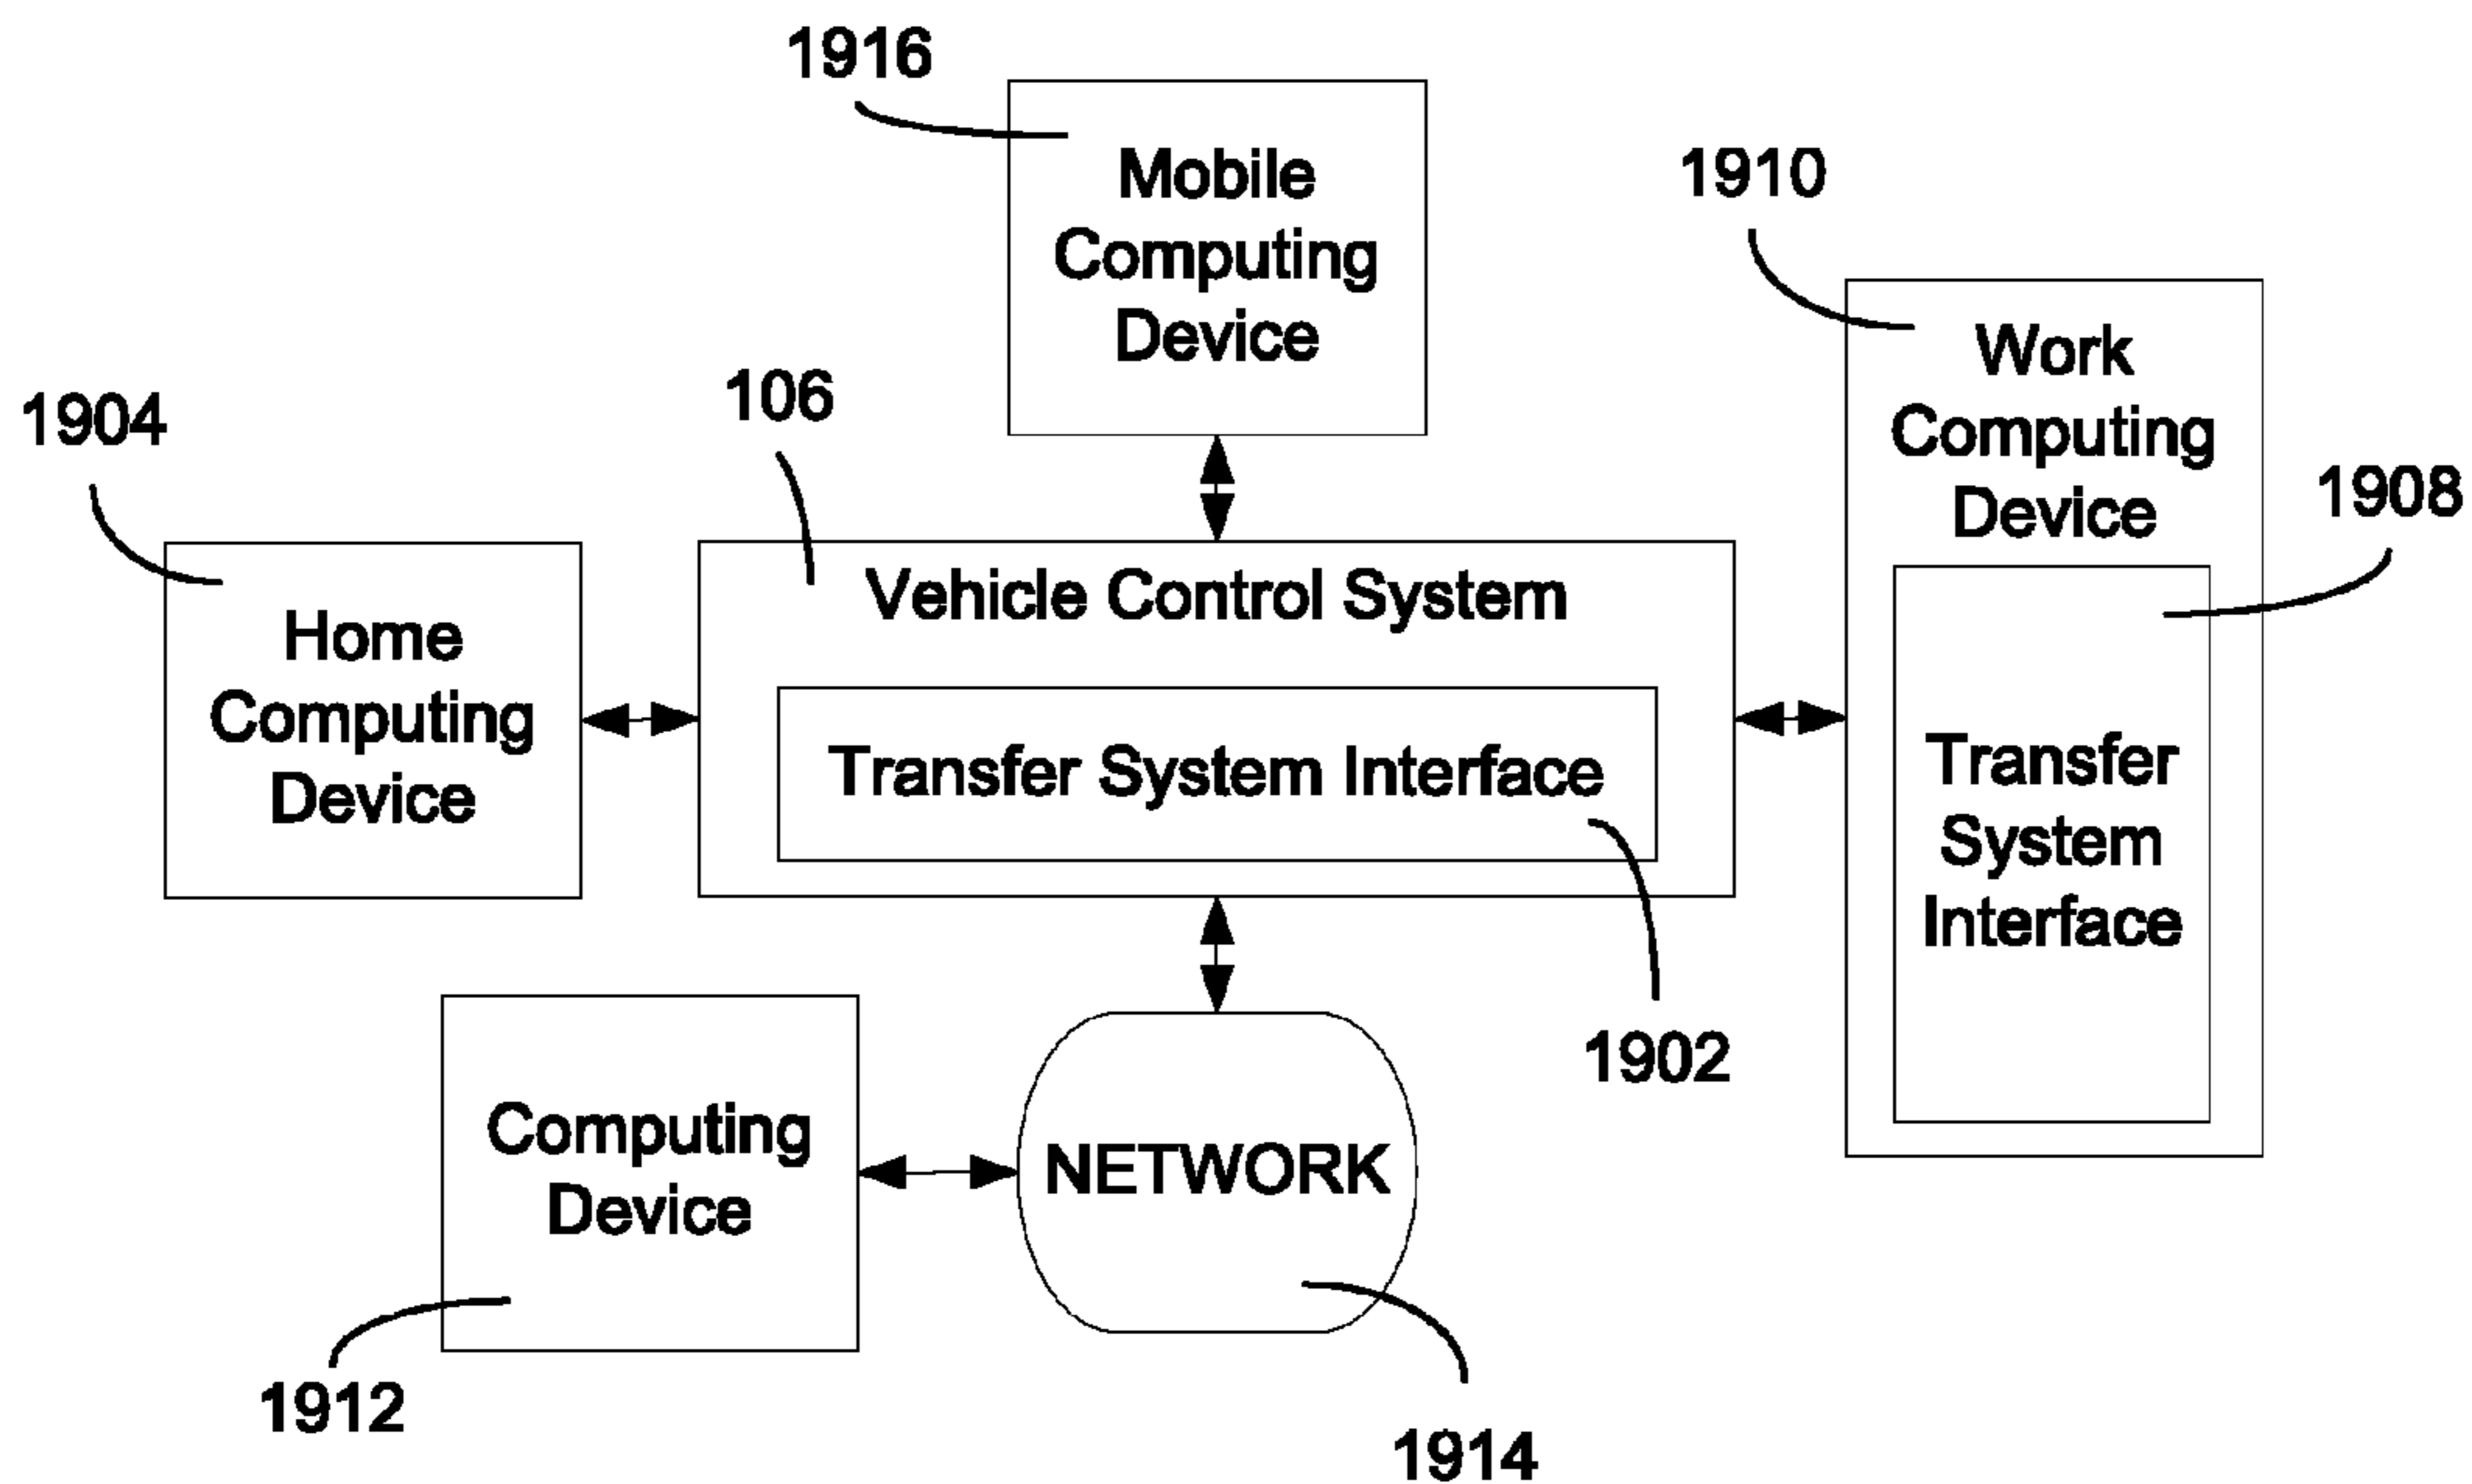 1916
Mobile
Computing
Device
1910
Work
Computing
Device
1908
Transfer
System
Interface
106
Vehicle Control System
Transfer System Interface
1902
1904
Home
Computing
Device
Computing
Device
1912
NETWORK
1914